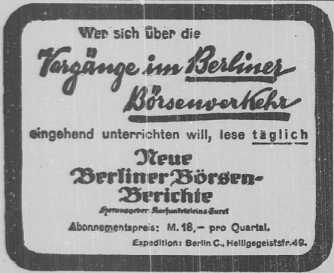 Wer sich über die
Vorgänge im Berliner
Börsenverkehr
eingehend unterrichten will, lese täglich
Neue
Berliner Börsen-
Berichte
Herausgeber
Abonnementspreis: M. 18,— pro Quartal.
Expedition: Berlin C., Heiligegeiststr. 49.